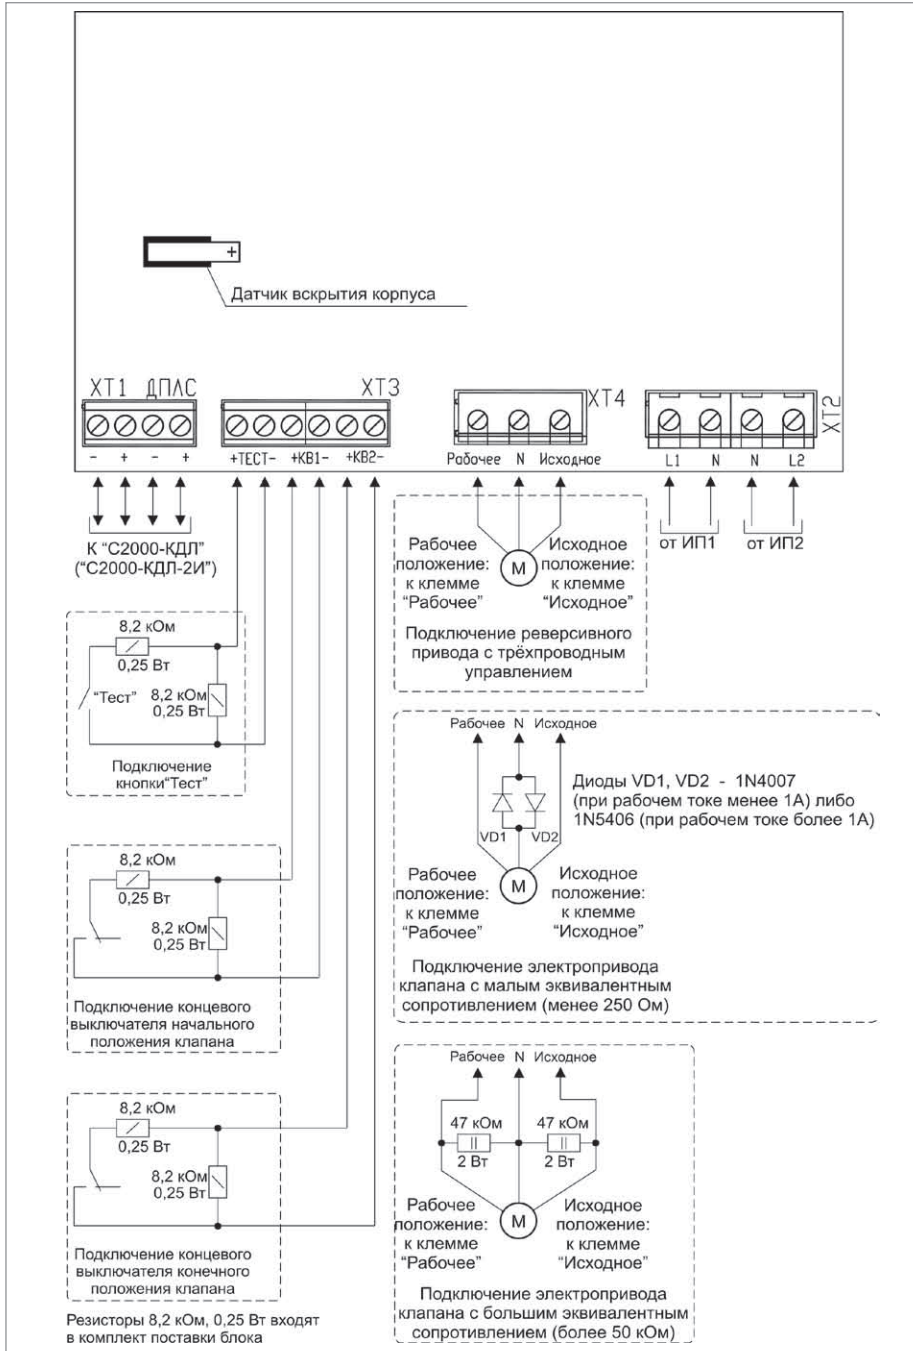 +
Датчик вскрытия корпуса
XT1 ДПЛС
XT3
XT4
XT2
- + - +
+ТЕСТ- +КВ1- +КВ2-
Рабочее N Исходное
L1 N N L2
К “С2000-КДЛ”
(“С2000-КДЛ-2И”)
от ИП1 от ИП2
Рабочее
положение:
к клемме
“Рабочее”
М
Исходное
положение:
к клемме
“Исходное”
Подключение реверсивного
привода с трёхпроводным
управлением
8,2 кОм
0,25 Вт
“Тест”
8,2 кОм
0,25 Вт
Подключение
кнопки“Тест”
Рабочее N Исходное
VD1 VD2
Диоды VD1, VD2 - 1N4007
(при рабочем токе менее 1А) либо
1N5406 (при рабочем токе более 1А)
Рабочее
положение:
к клемме
“Рабочее”
М
Исходное
положение:
к клемме
“Исходное”
Подключение электропривода
клапана с малым эквивалентным
сопротивлением (менее 250 Ом)
8,2 кОм
0,25 Вт
8,2 кОм
0,25 Вт
Подключение концевого
выключателя начального
положения клапана
Рабочее N Исходное
47 кОм
2 Вт
47 кОм
2 Вт
Рабочее
положение:
к клемме
“Рабочее”
М
Исходное
положение:
к клемме
“Исходное”
Подключение электропривода
клапана с большим эквивалентным
сопротивлением (более 50 кОм)
8,2 кОм
0,25 Вт
8,2 кОм
0,25 Вт
Подключение концевого
выключателя конечного
положения клапана
Резисторы 8,2 кОм, 0,25 Вт входят
в комплект поставки блока